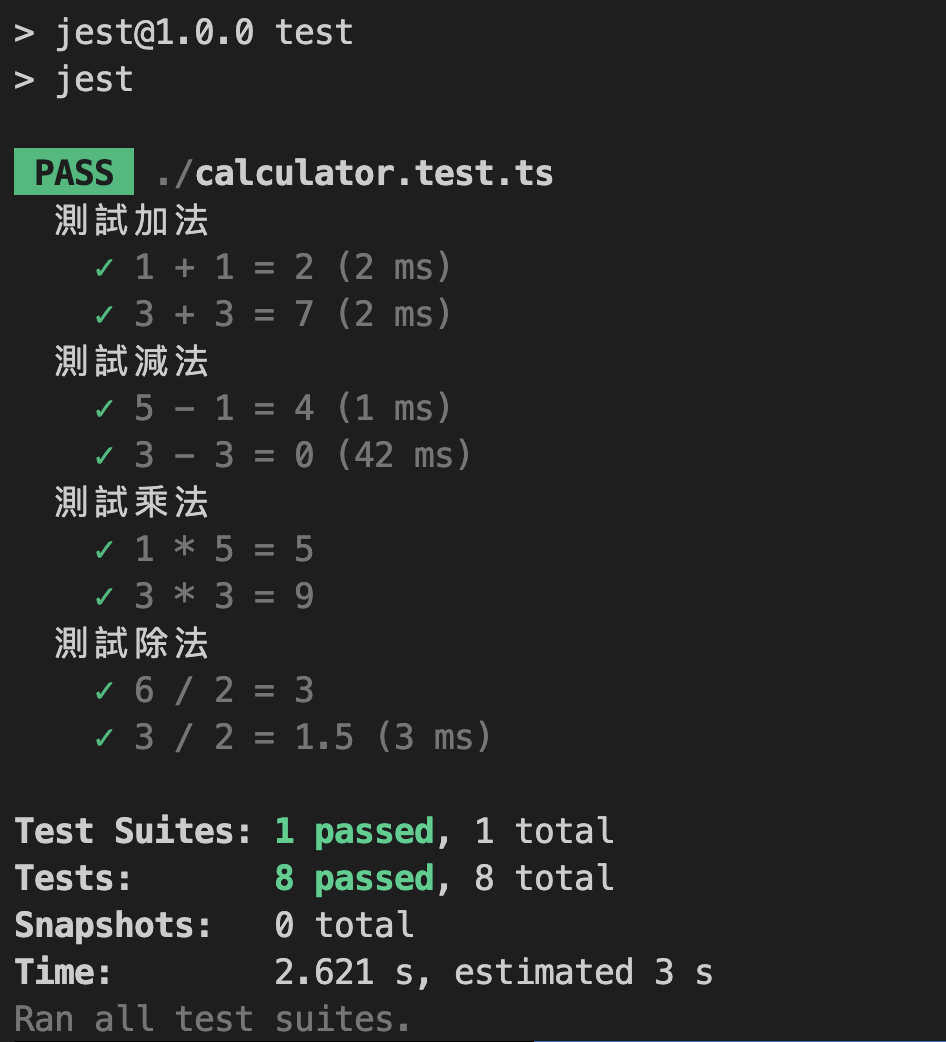 > jest@1.0.0 test
> jest
PASS ./calculator.test.ts
測試加法
✓ 1 + 1 = 2 (2 ms)
✓ 3 + 3 = 7 (2 ms)
測試減法
✓ 5 - 1 = 4 (1 ms)
✓ 3 - 3 = 0 (42 ms)
測試乘法
✓ 1 * 5 = 5
✓ 3 * 3 = 9
測試除法
✓ 6 / 2 = 3
✓ 3 / 2 = 1.5 (3 ms)
Test Suites: 1 passed, 1 total
Tests: 8 passed, 8 total
Snapshots: 0 total
Time: 2.621 s, estimated 3 s
Ran all test suites.